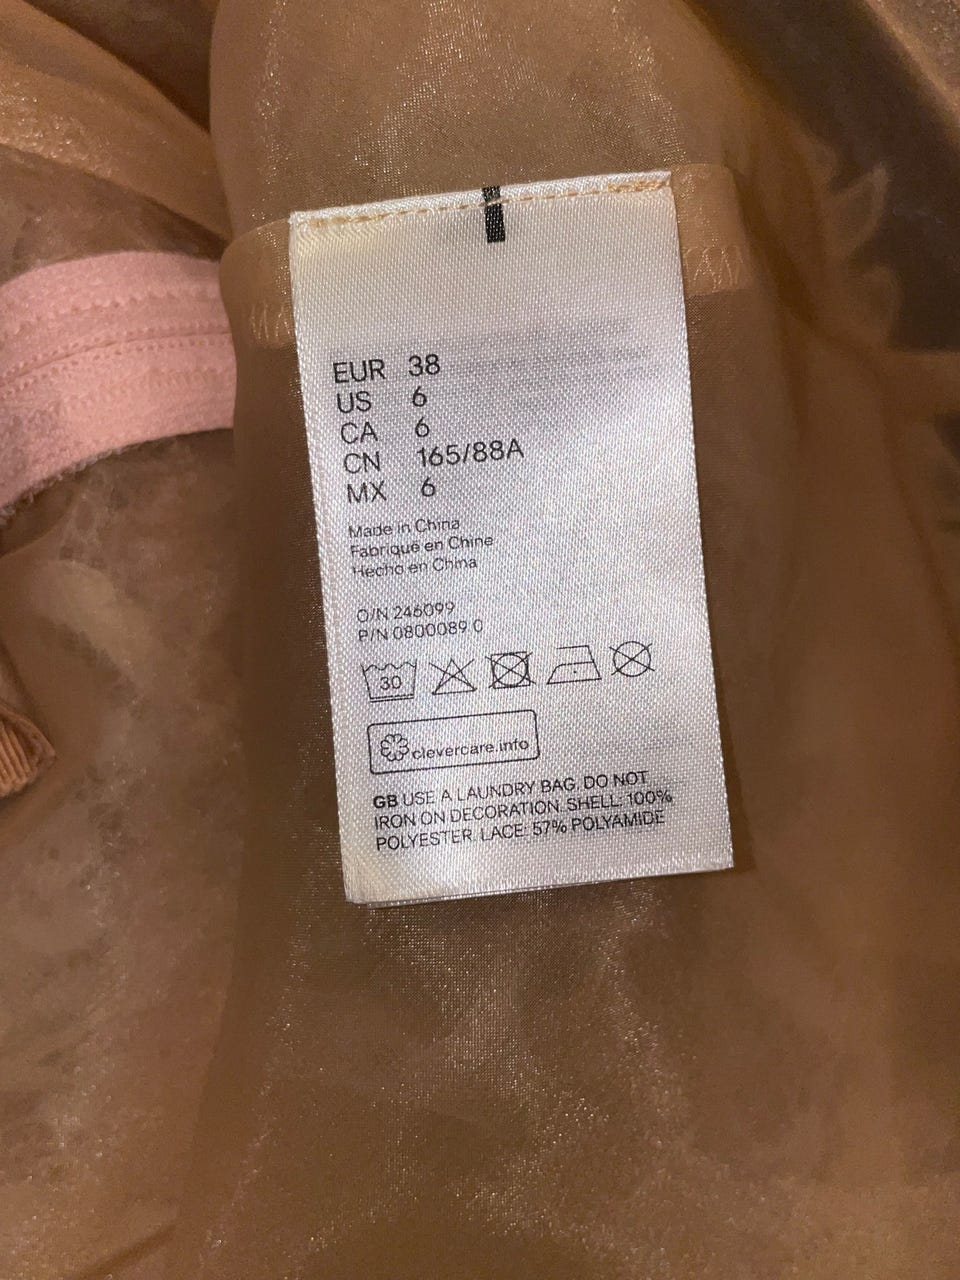 EUR 38
US 6
CA 6
CN 165/88A
MX 6
Made in China
Fabriqué en Chine
Hecho en China
O/N 246099
P/N 0800089 0
30
clevercare.info
GB USE A LAUNDRY BAG. DO NOT
IRON ON DECORATION. SHELL: 100%
POLYESTER. LACE: 57% POLYAMIDE